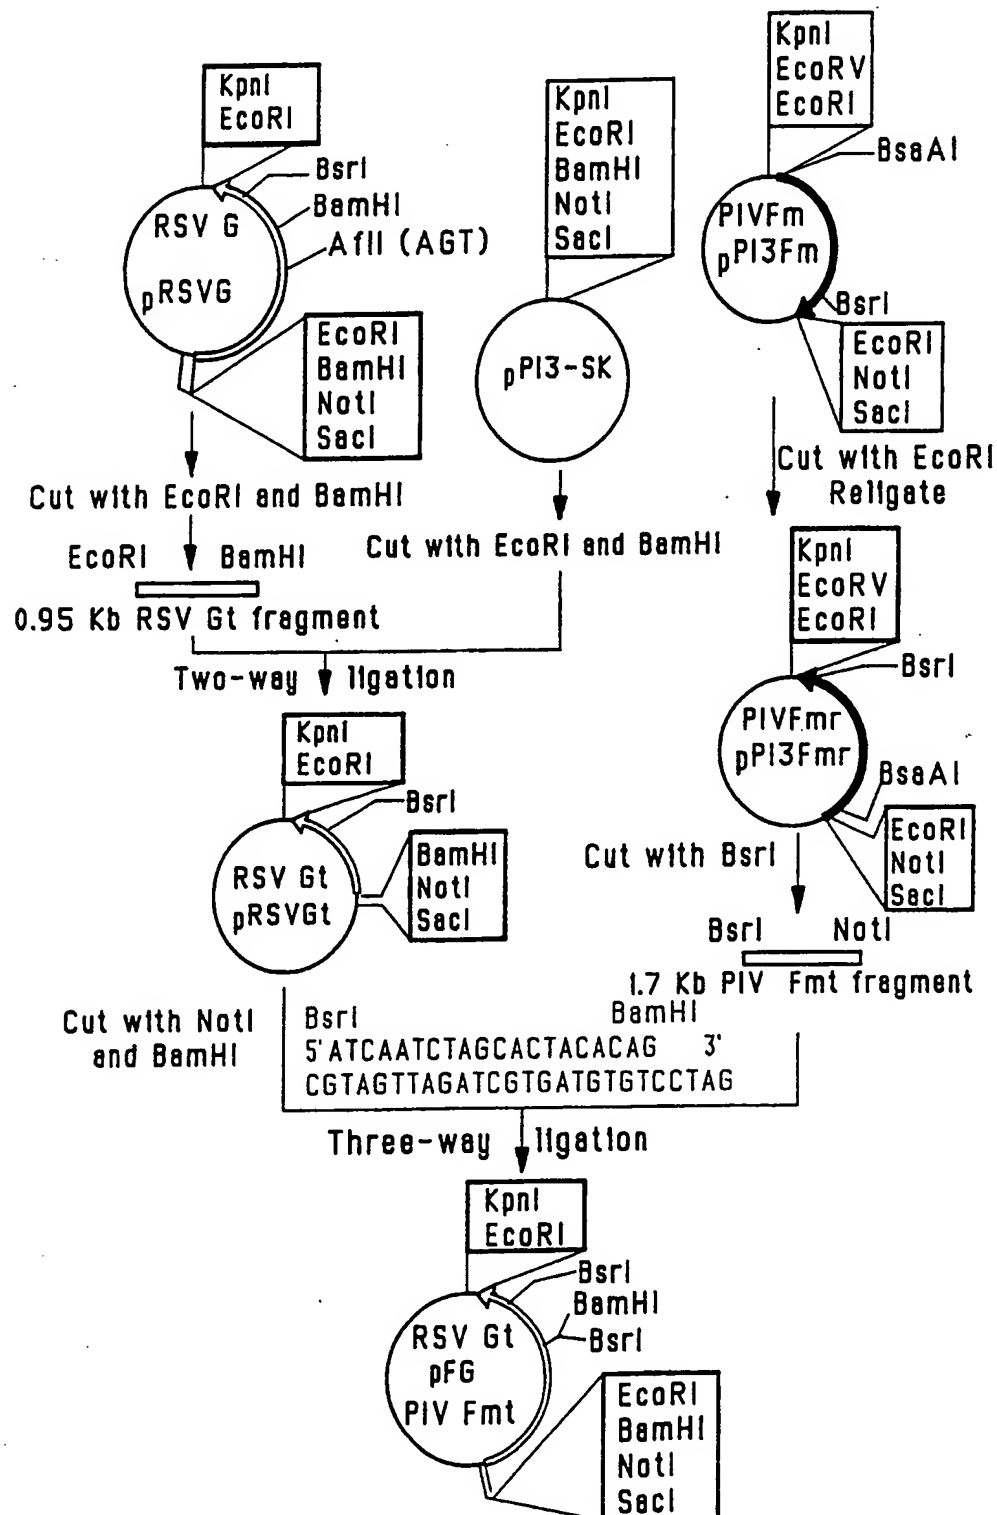 KpnI
EcoRI
BsrI
BamHI
AflI (AGT)
RSV G
pRSVG
EcoRI
BamHI
NotI
SacI
Cut with EcoRI and BamHI
EcoRI BamHI
0.95 Kb RSV Gt fragment
KpnI
EcoRI
BamHI
NotI
SacI
pPI3-SK
Cut with EcoRI and BamHI
KpnI
EcoRV
EcoRI
BsaAI
PIVFm
pPI3Fm
BsrI
EcoRI
NotI
SacI
Cut with EcoRI
Religate
KpnI
EcoRV
EcoRI
BsrI
PIVFmr
pPI3Fmr
BsaAI
EcoRI
NotI
SacI
Cut with BsrI
BsrI NotI
1.7 Kb PIV Fmt fragment
Two-way ligation
KpnI
EcoRI
BsrI
RSV Gt
pRSVGt
BamHI
NotI
SacI
Cut with NotI
and BamHI
BsrI BamHI
5'ATCAATCTAGCACTACACAG 3'
CGTAGTTAGATCGTGATGTGTCCTAG
Three-way ligation
KpnI
EcoRI
BsrI
BamHI
BsrI
RSV Gt
pFG
PIV Fmt
EcoRI
BamHI
NotI
SacI